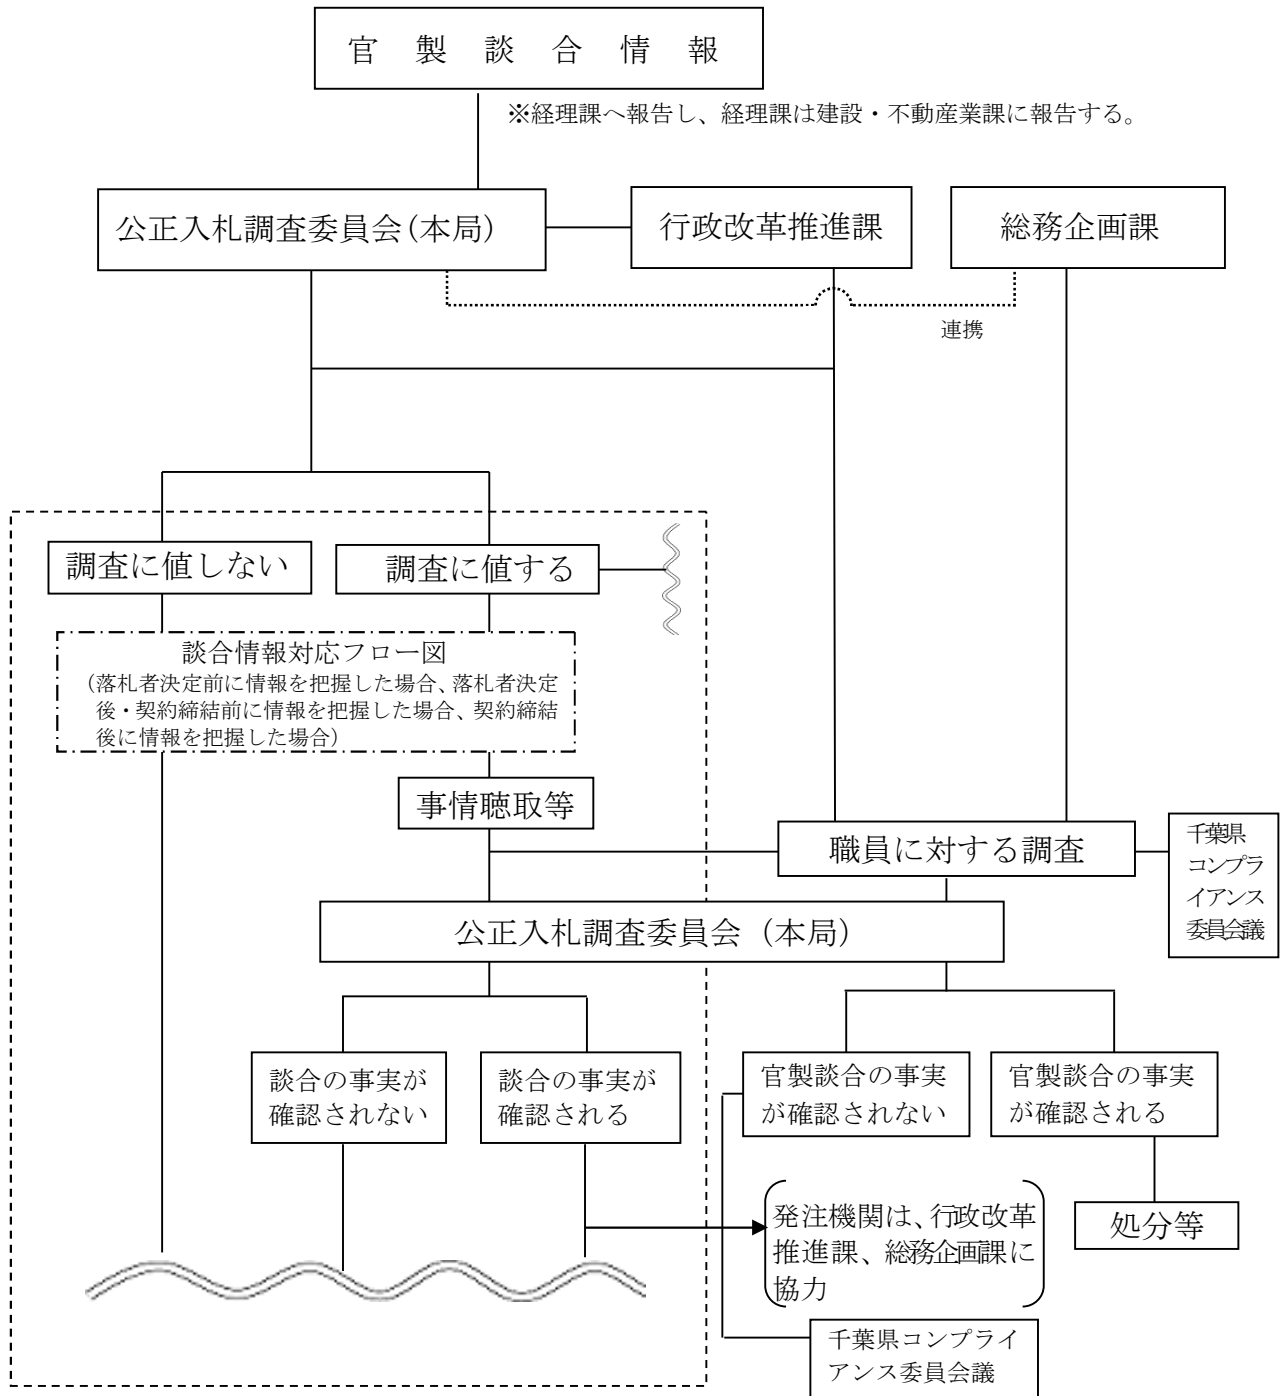 官製談合情報
※経理課へ報告し、経理課は建設・不動産業課に報告する。
公正入札調査委員会(本局)
行政改革推進課
総務企画課
連携
調査に値しない
調査に値する
談合情報対応フロー図
(落札者決定前に情報を把握した場合、落札者決定
後・契約締結前に情報を把握した場合、契約締結
後に情報を把握した場合)
事情聴取等
職員に対する調査
千葉県
コンプラ
イアンス
委員会議
公正入札調査委員会（本局）
談合の事実が
確認されない
談合の事実が
確認される
官製談合の事実
が確認されない
官製談合の事実
が確認される
発注機関は、行政改革
推進課、総務企画課に
協力
処分等
千葉県コンプライ
アンス委員会議